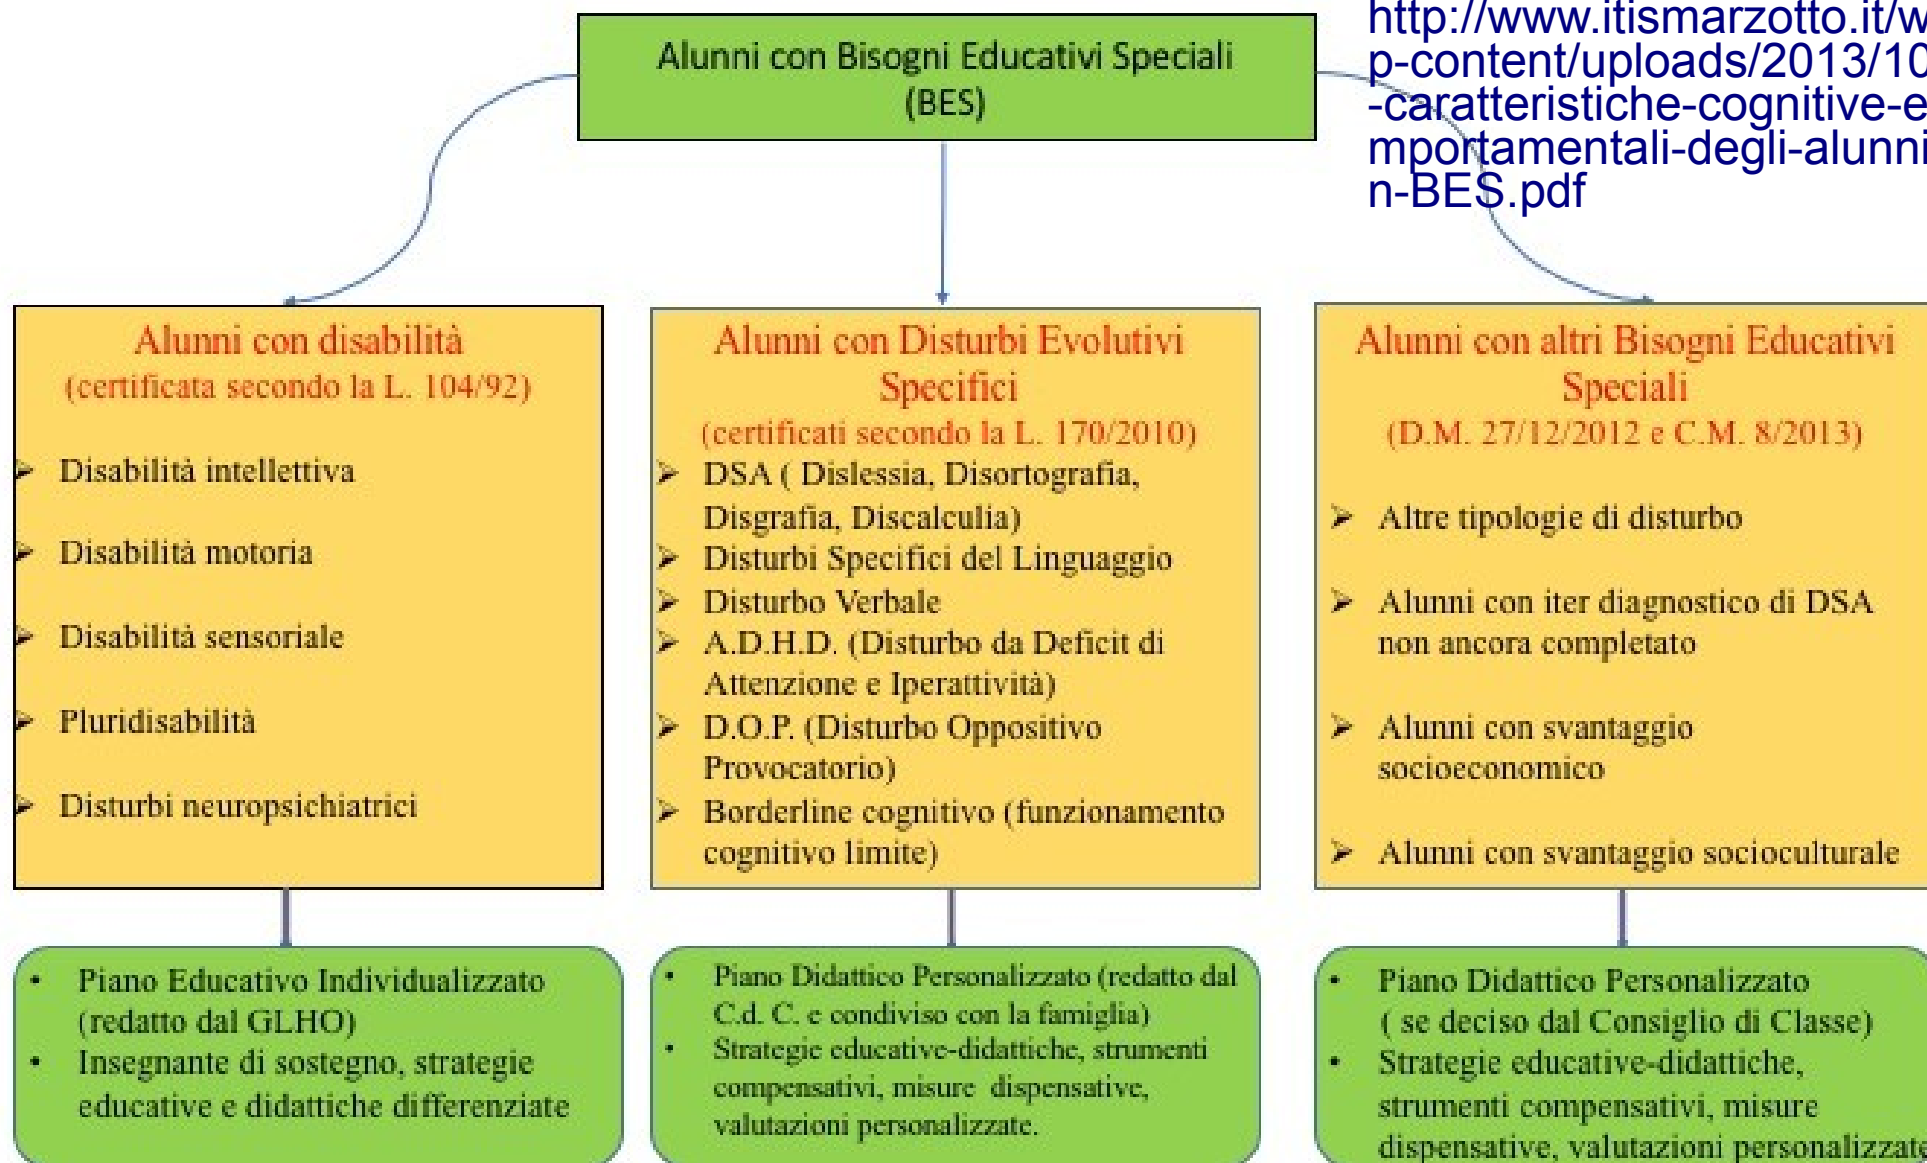 Alunni con Bisogni Educativi Speciali
(BES)
http://www.itismarzotto.it/w
p-content/uploads/2013/10
-caratteristiche-cognitive-e
mportamentali-degli-alunni
n-BES.pdf
Alunni con disabilità
(certificata secondo la L. 104/92)
➢ Disabilità intellettiva
➢ Disabilità motoria
➢ Disabilità sensoriale
➢ Pluridisabilità
➢ Disturbi neuropsichiatrici
Alunni con Disturbi Evolutivi
Specifici
(certificati secondo la L. 170/2010)
➢ DSA ( Dislessia, Disortografia,
Disgrafia, Discalculia)
➢ Disturbi Specifici del Linguaggio
➢ Disturbo Verbale
➢ A.D.H.D. (Disturbo da Deficit di
Attenzione e Iperattività)
➢ D.O.P. (Disturbo Oppositivo
Provocatorio)
➢ Borderline cognitivo (funzionamento
cognitivo limite)
Alunni con altri Bisogni Educativi
Speciali
(D.M. 27/12/2012 e C.M. 8/2013)
➢ Altre tipologie di disturbo
➢ Alunni con iter diagnostico di DSA
non ancora completato
➢ Alunni con svantaggio
socioeconomico
➢ Alunni con svantaggio socioculturale
• Piano Educativo Individualizzato
(redatto dal GLHO)
• Insegnante di sostegno, strategie
educative e didattiche differenziate
• Piano Didattico Personalizzato (redatto dal
C.d. C. e condiviso con la famiglia)
• Strategie educative-didattiche, strumenti
compensativi, misure dispensative,
valutazioni personalizzate.
• Piano Didattico Personalizzato
( se deciso dal Consiglio di Classe)
• Strategie educative-didattiche,
strumenti compensativi, misure
dispensative, valutazioni personalizzate